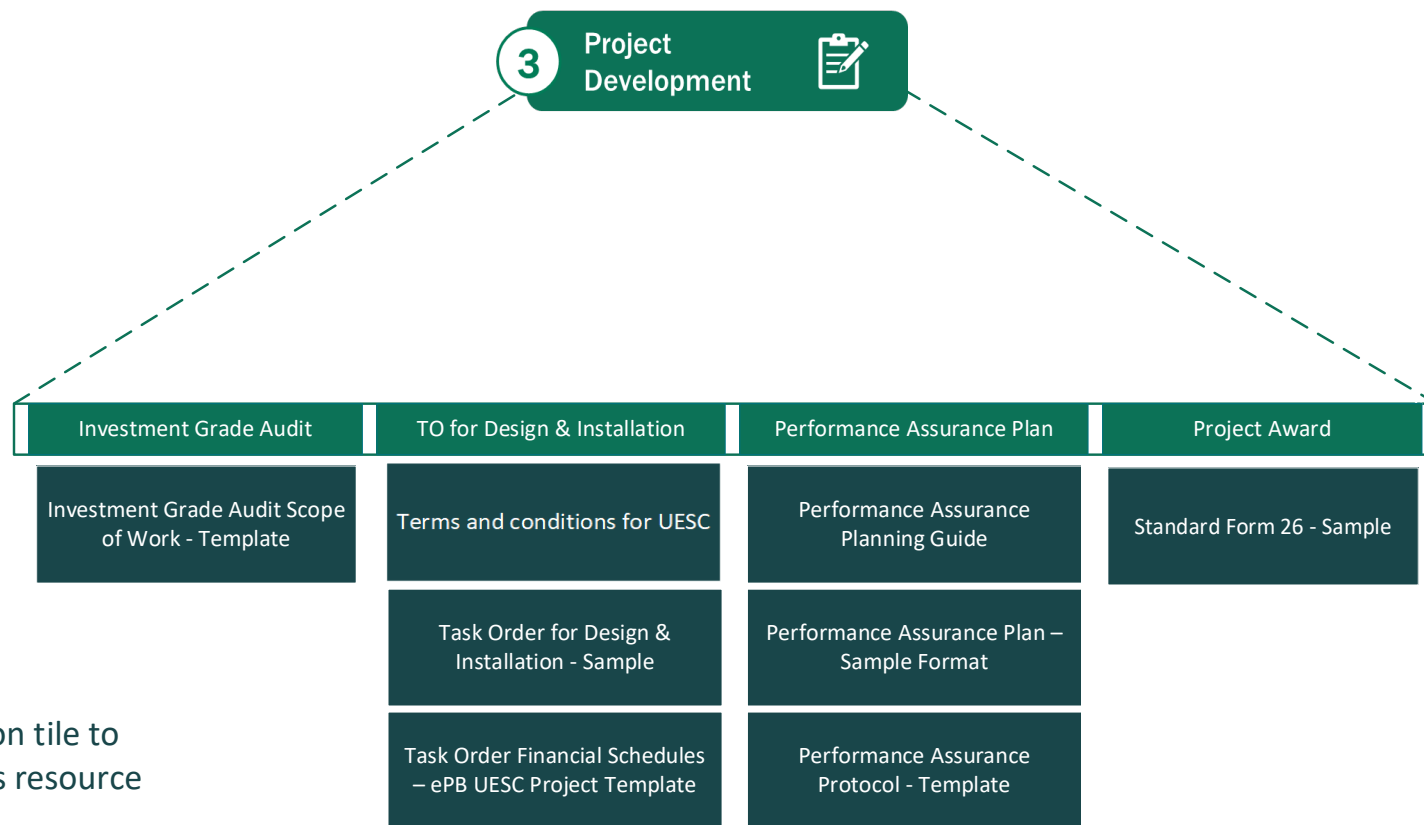 3
Project
Development
Investment Grade Audit
TO for Design & Installation
Performance Assurance Plan
Project Award
Investment Grade Audit Scope
of Work - Template
Terms and conditions for UESC
Performance Assurance
Planning Guide
Standard Form 26 - Sample
Task Order for Design &
Installation - Sample
Performance Assurance Plan –
Sample Format
on tile to
s resource
Task Order Financial Schedules
– ePB UESC Project Template
Performance Assurance
Protocol - Template